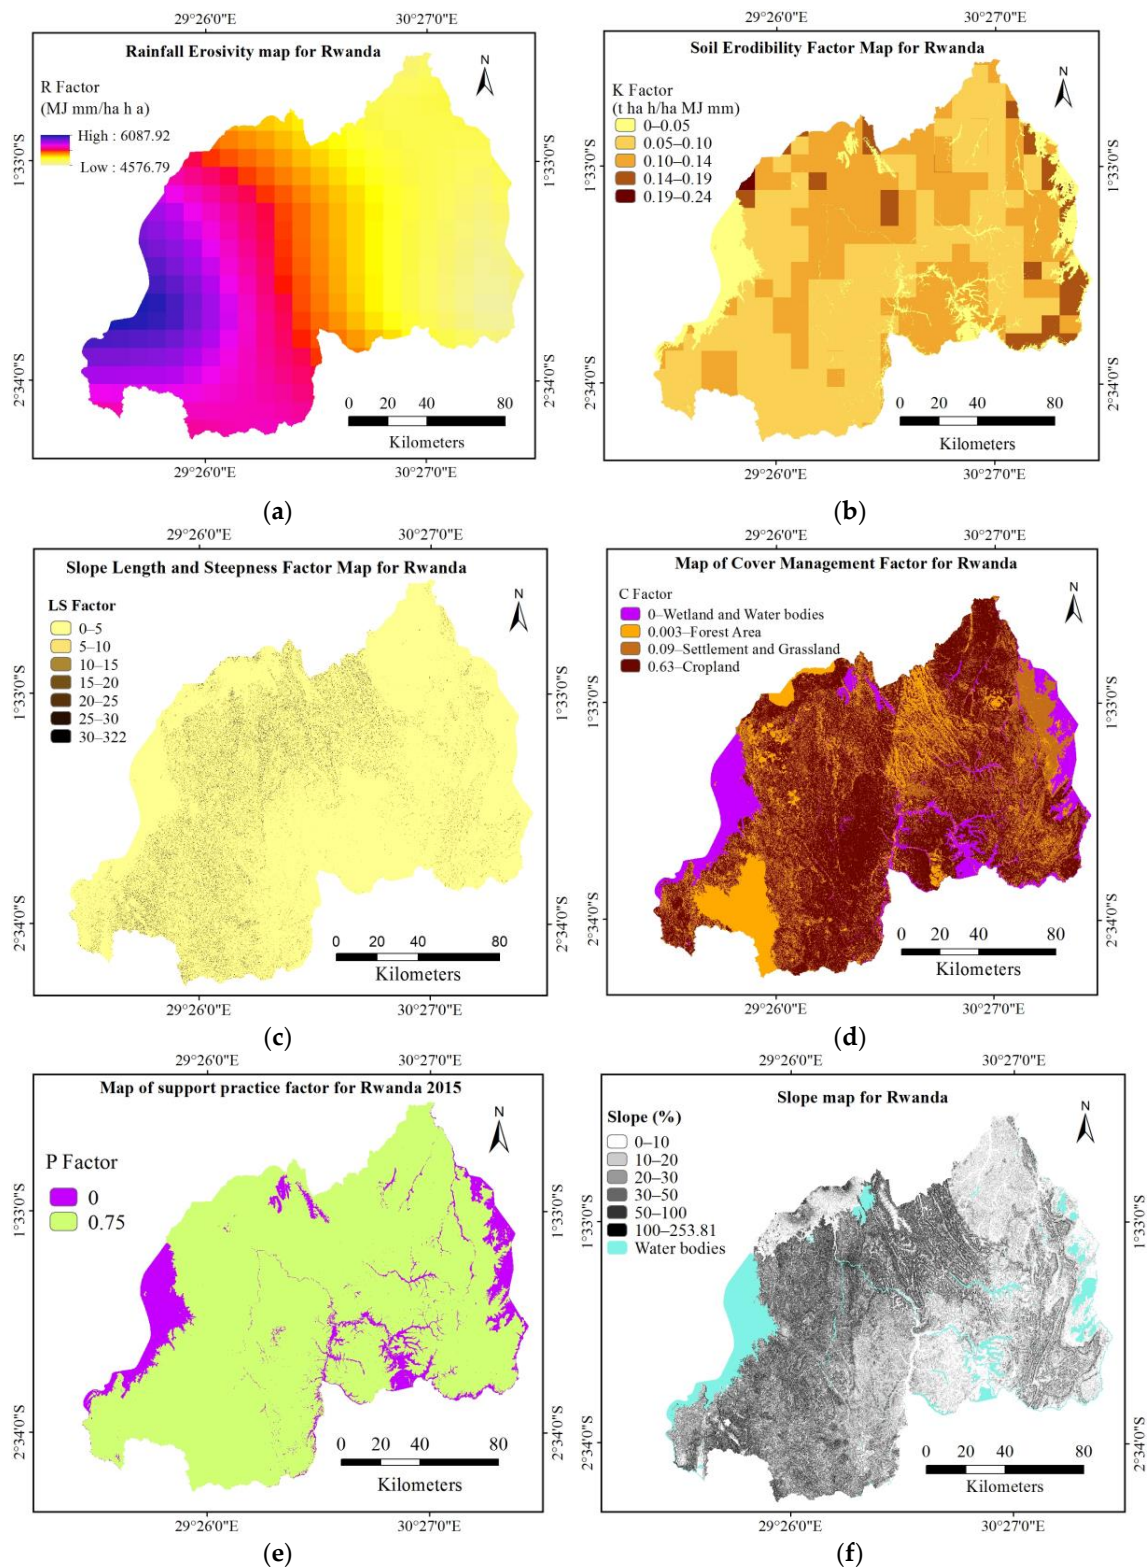 29°26'0"E 30°27'0"E
Rainfall Erosivity map for Rwanda
N
R Factor
(MJ mm/ha h a)
High : 6087.92
Low : 4576.79
1°33'0"S 1°33'0"S
2°34'0"S 2°34'0"S
0 20 40 80
Kilometers
29°26'0"E 30°27'0"E
(a)
29°26'0"E 30°27'0"E
Soil Erodibility Factor Map for Rwanda
N
K Factor
(t ha h/ha MJ mm)
0–0.05
0.05–0.10
0.10–0.14
0.14–0.19
0.19–0.24
1°33'0"S 1°33'0"S
2°34'0"S 2°34'0"S
0 20 40 80
Kilometers
29°26'0"E 30°27'0"E
(b)
29°26'0"E 30°27'0"E
Slope Length and Steepness Factor Map for Rwanda
N
LS Factor
0–5
5–10
10–15
15–20
20–25
25–30
30–322
1°33'0"S 1°33'0"S
2°34'0"S 2°34'0"S
0 20 40 80
Kilometers
29°26'0"E 30°27'0"E
(c)
29°26'0"E 30°27'0"E
Map of Cover Management Factor for Rwanda
N
C Factor
0–Wetland and Water bodies
0.003–Forest Area
0.09–Settlement and Grassland
0.63–Cropland
1°33'0"S 1°33'0"S
2°34'0"S 2°34'0"S
0 20 40 80
Kilometers
29°26'0"E 30°27'0"E
(d)
29°26'0"E 30°27'0"E
Map of support practice factor for Rwanda 2015
N
P Factor
0
0.75
1°33'0"S 1°33'0"S
2°34'0"S 2°34'0"S
0 20 40 80
Kilometers
29°26'0"E 30°27'0"E
(e)
29°26'0"E 30°27'0"E
Slope map for Rwanda
N
Slope (%)
0–10
10–20
20–30
30–50
50–100
100–253.81
Water bodies
1°33'0"S 1°33'0"S
2°34'0"S 2°34'0"S
0 20 40 80
Kilometers
29°26'0"E 30°27'0"E
(f)